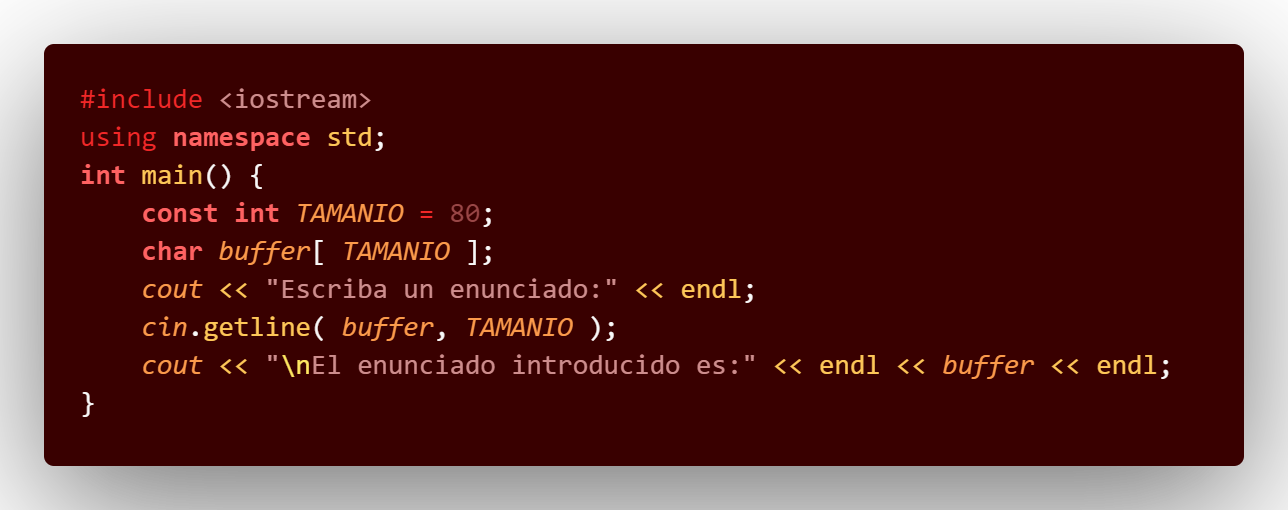 #include <iostream>
using namespace std;
int main() {
    const int TAMANIO = 80;
    char buffer[ TAMANIO ];
    cout << "Escriba un enunciado:" << endl;
    cin.getline( buffer, TAMANIO );
    cout << "\nEl enunciado introducido es:" << endl << buffer << endl;
}